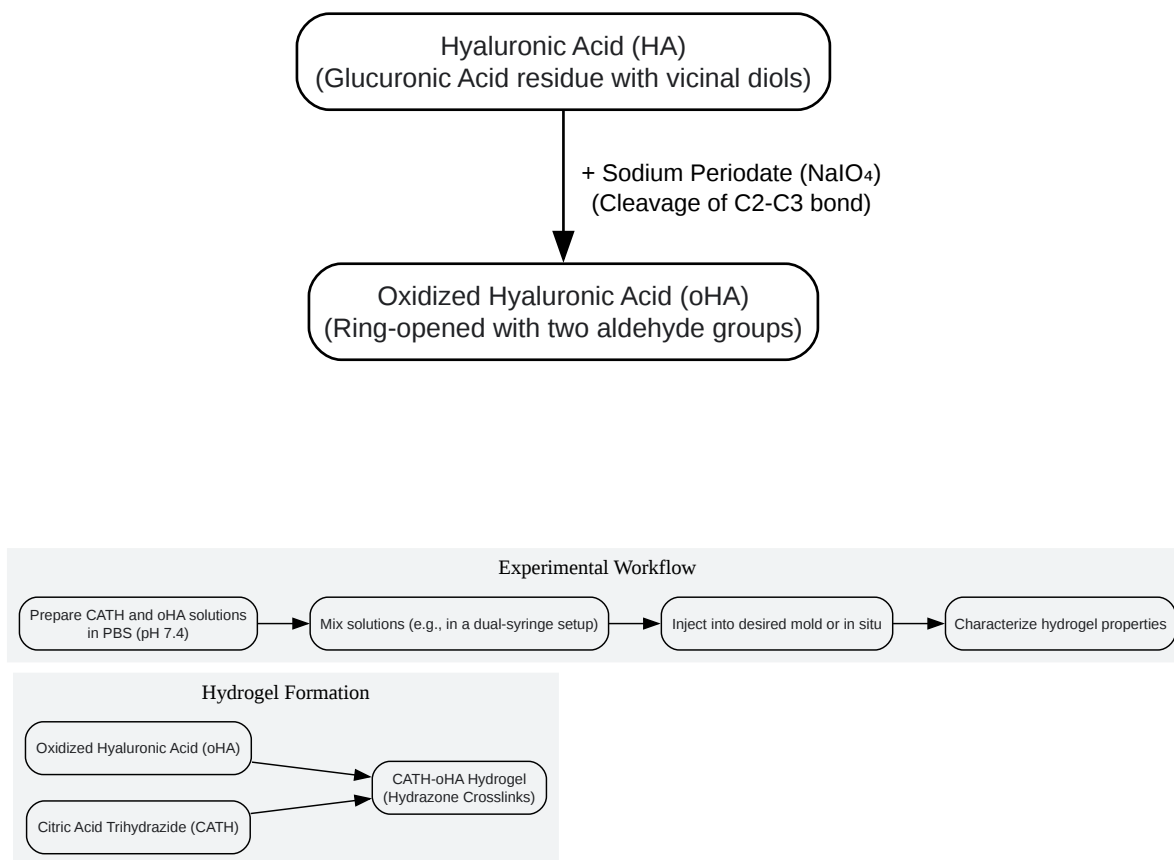 Hyaluronic Acid (HA)
(Glucuronic Acid residue with vicinal diols)
+ Sodium Periodate (NaIO₄)
(Cleavage of C2-C3 bond)
Oxidized Hyaluronic Acid (oHA)
(Ring-opened with two aldehyde groups)
Experimental Workflow
Prepare CATH and oHA solutions
in PBS (pH 7.4)
Mix solutions (e.g., in a dual-syringe setup)
Inject into desired mold or in situ
Characterize hydrogel properties
Hydrogel Formation
Oxidized Hyaluronic Acid (oHA)
Citric Acid Trihydrazide (CATH)
CATH-oHA Hydrogel
(Hydrazone Crosslinks)